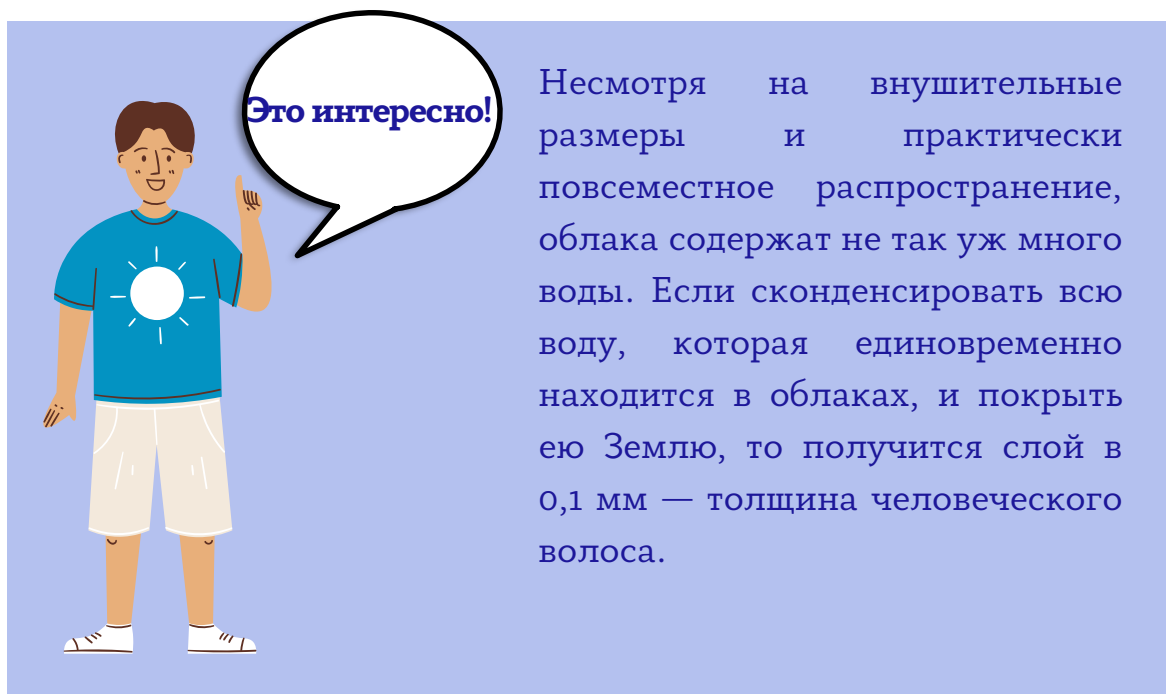 Это интересно!
Несмотря на внушительные
размеры и практически
повсеместное распространение,
облака содержат не так уж много
воды. Если сконденсировать всю
воду, которая единовременно
находится в облаках, и покрыть
ею Землю, то получится слой в
0,1 мм — толщина человеческого
волоса.